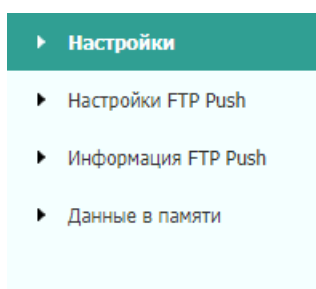 Настройки
Настройки FTP Push
Информация FTP Push
Данные в памяти